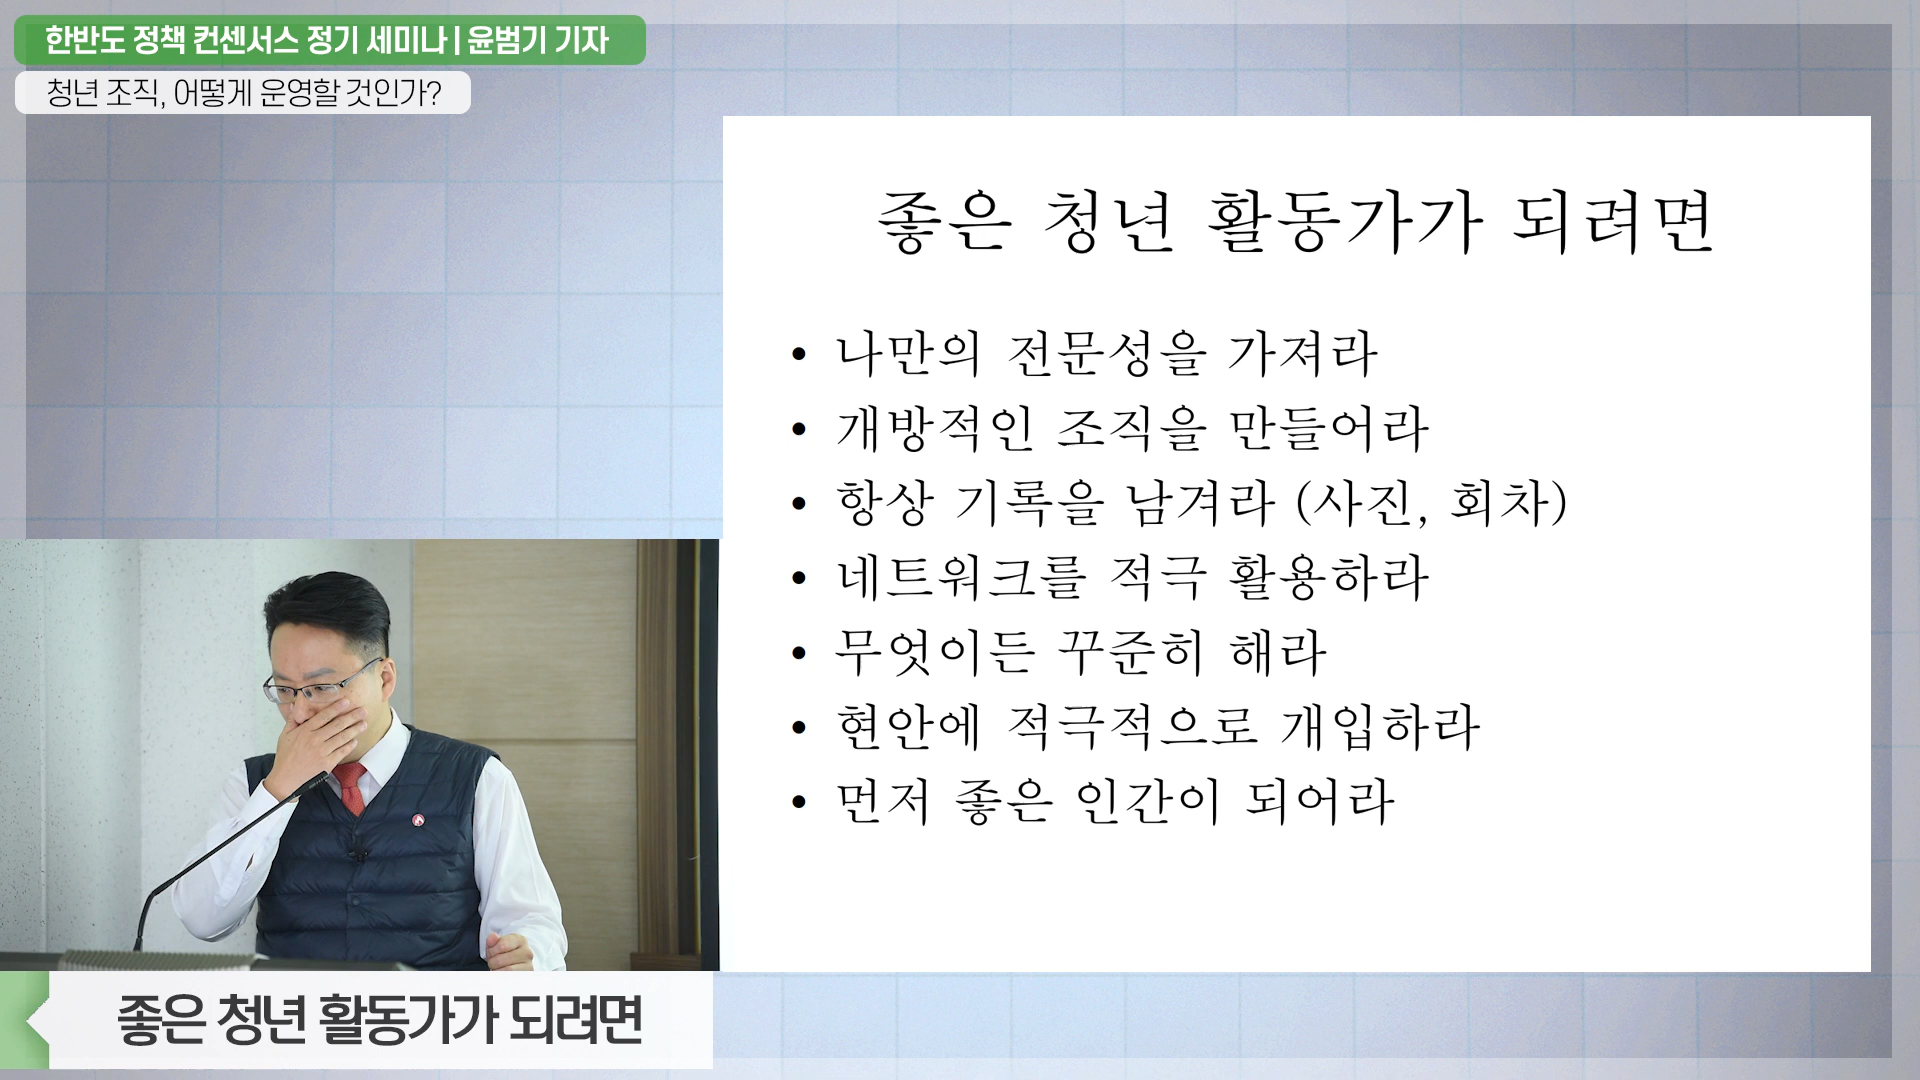 한반도 정책 컨센서스 정기 세미나 | 윤범기 기자
청년 조직, 어떻게 운영할 것인가?
좋은 청년 활동가가 되려면
• 나만의 전문성을 가져라
• 개방적인 조직을 만들어라
• 항상 기록을 남겨라 (사진, 회차)
• 네트워크를 적극 활용하라
• 무엇이든 꾸준히 해라
• 현안에 적극적으로 개입하라
• 먼저 좋은 인간이 되어라
좋은 청년 활동가가 되려면